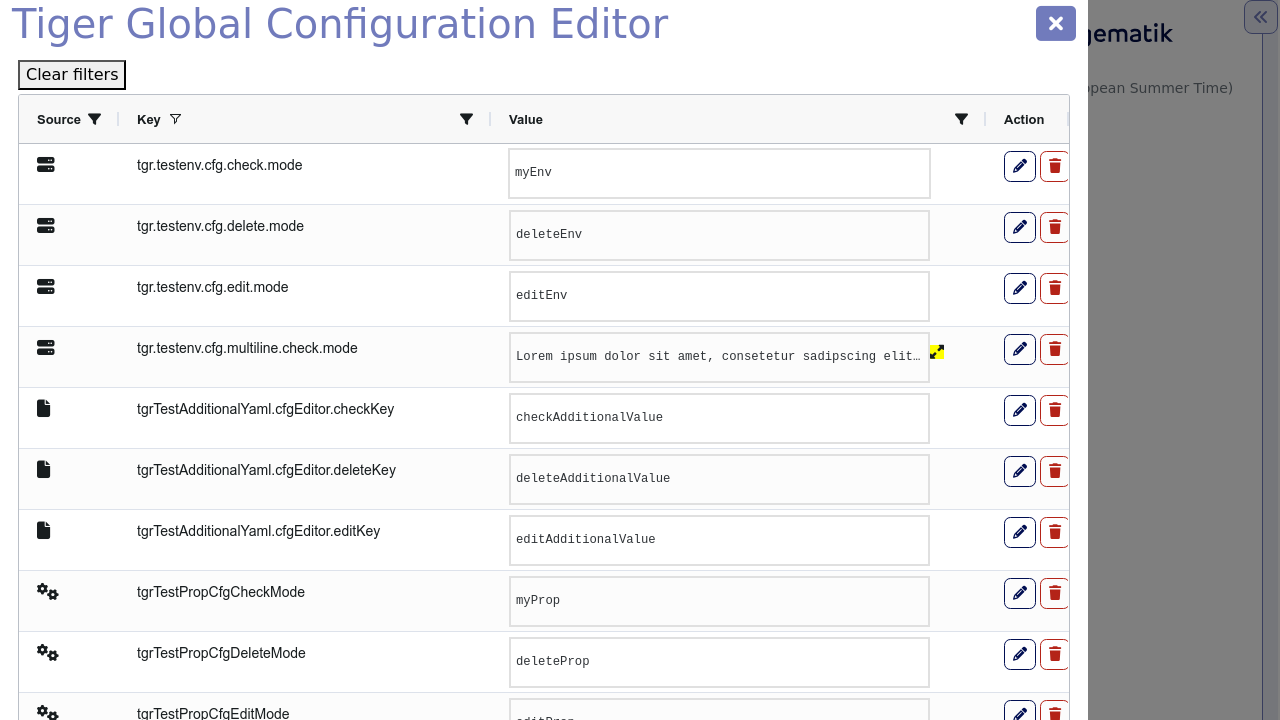 Tiger Global Configuration Editor
gematik
Clear filters
opean Summer Time)
Source Key Value Action
tgr.testenv.cfg.check.mode myEnv
tgr.testenv.cfg.delete.mode deleteEnv
tgr.testenv.cfg.edit.mode editEnv
tgr.testenv.cfg.multiline.check.mode Lorem ipsum dolor sit amet, consetetur sadipscing elit…
tgrTestAdditionalYaml.cfgEditor.checkKey checkAdditionalValue
tgrTestAdditionalYaml.cfgEditor.deleteKey deleteAdditionalValue
tgrTestAdditionalYaml.cfgEditor.editKey editAdditionalValue
tgrTestPropCfgCheckMode myProp
tgrTestPropCfgDeleteMode deleteProp
tgrTestPropCfgEditMode editProp